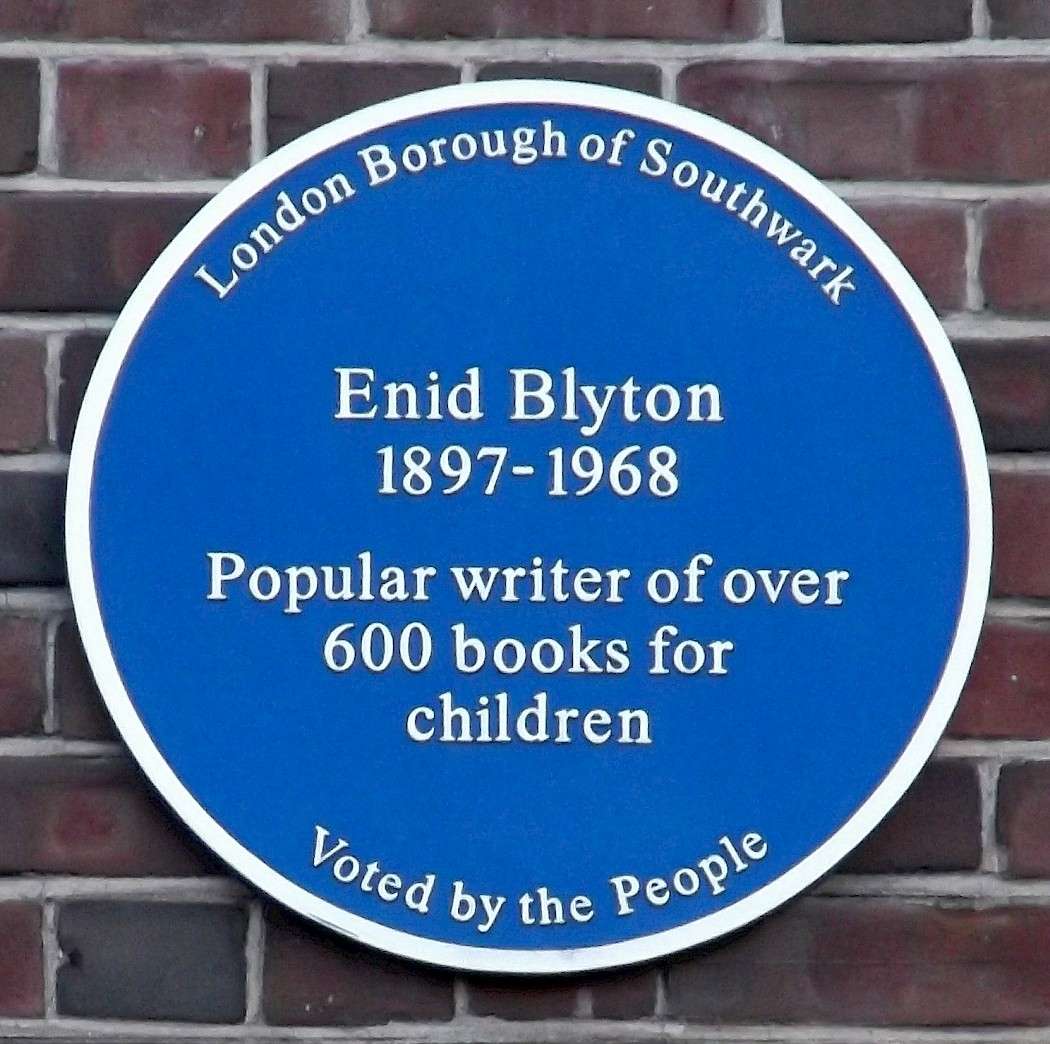 London Borough of Southwark
Enid Blyton
1897-1968
Popular writer of over
600 books for
children
Voted by the People